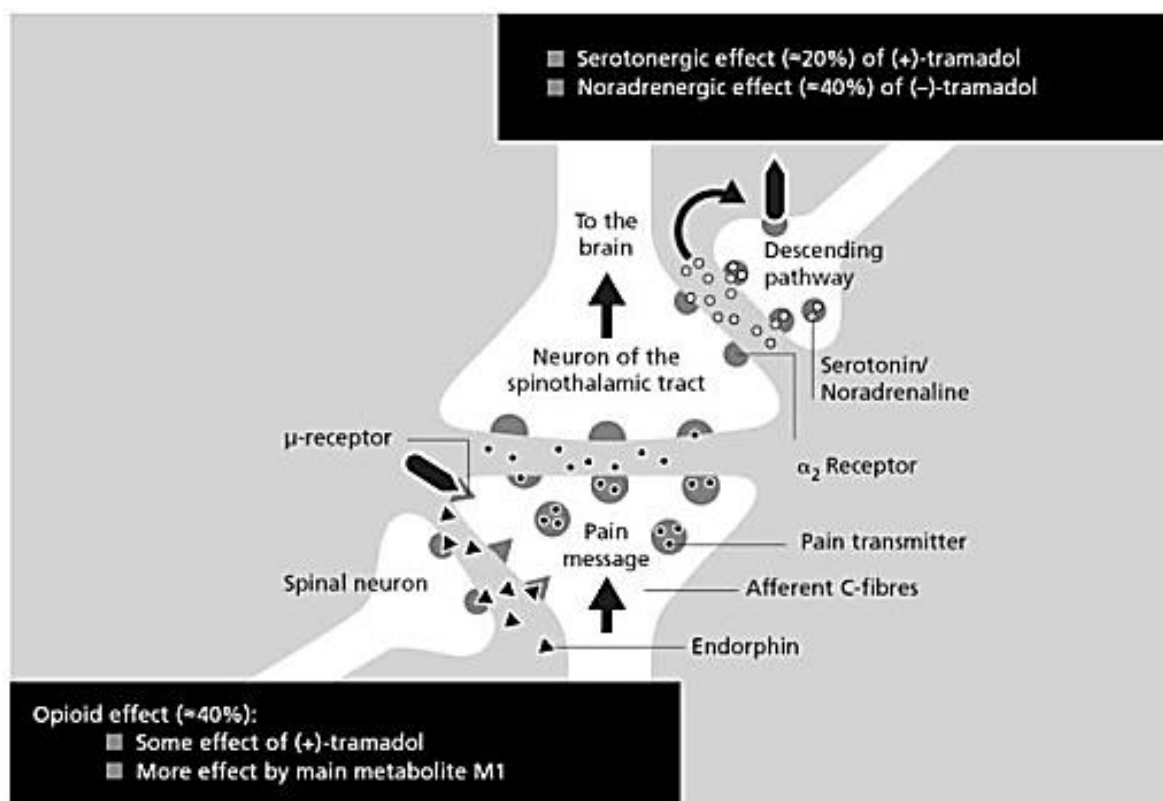 Serotonergic effect (≈20%) of (+)-tramadol
Noradrenergic effect (≈40%) of (–)-tramadol
To the
brain
Descending
pathway
Neuron of the
spinothalamic tract
Serotonin/
Noradrenaline
μ-receptor
α₂ Receptor
Pain
message
Pain transmitter
Spinal neuron
Afferent C-fibres
Endorphin
Opioid effect (≈40%):
Some effect of (+)-tramadol
More effect by main metabolite M1